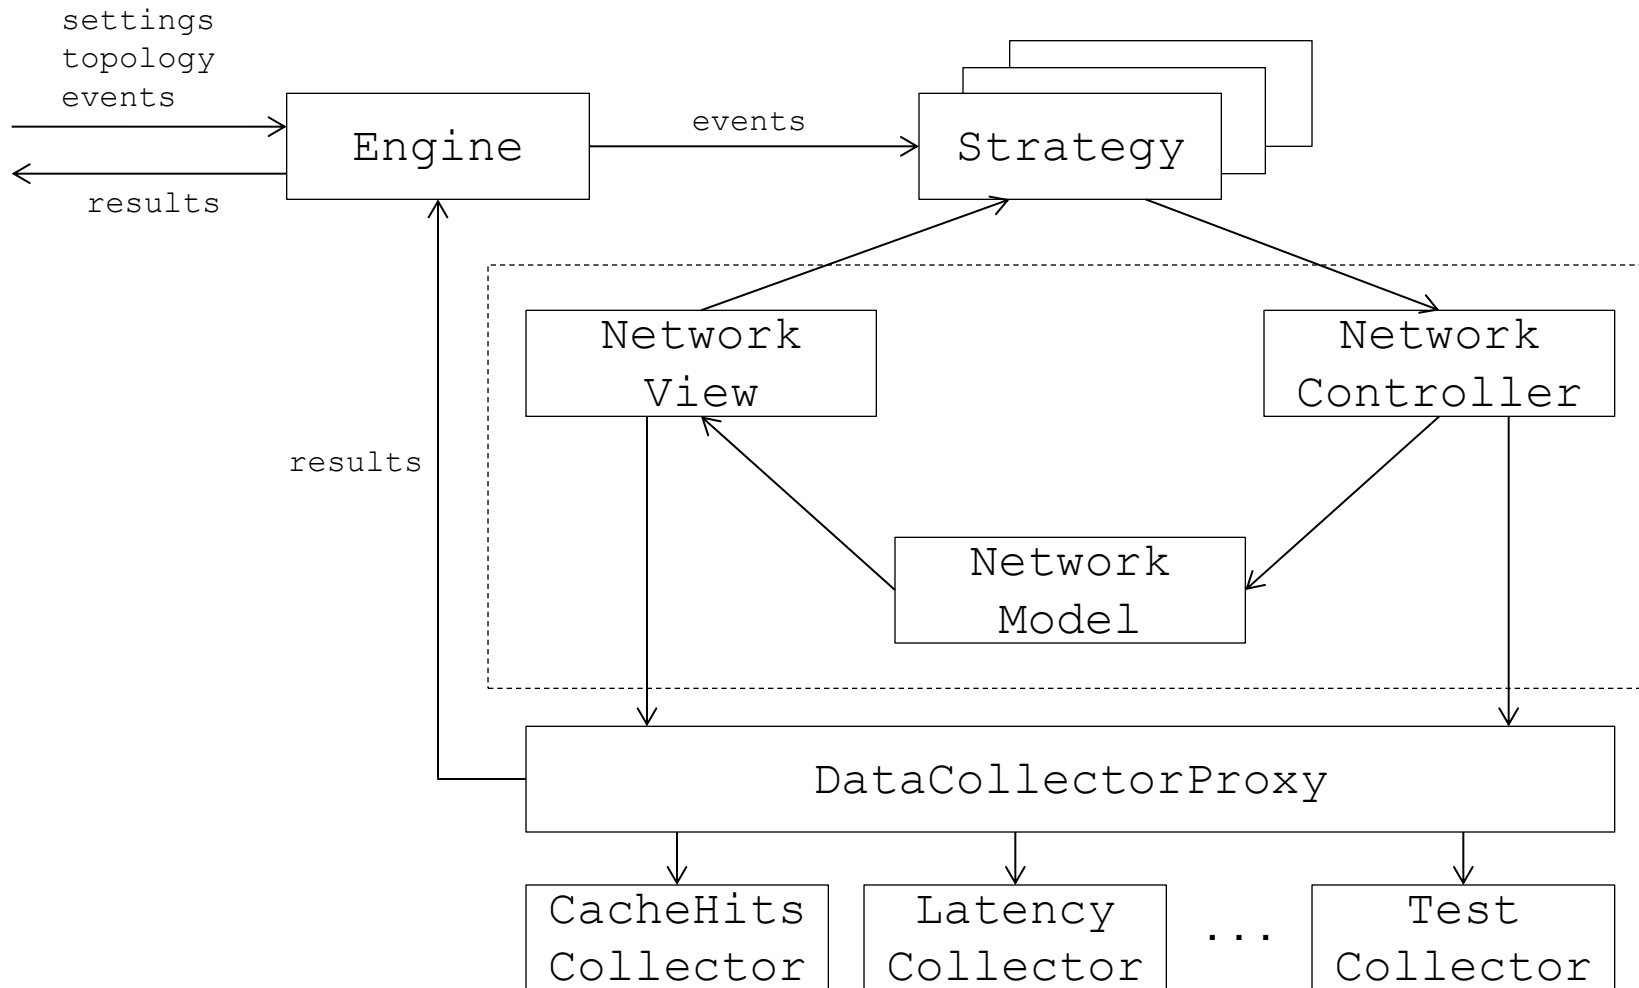 settings
topology
events
Engine
events
Strategy
results
Network
View
Network
Controller
results
Network
Model
DataCollectorProxy
CacheHits
Collector
Latency
Collector
...
Test
Collector